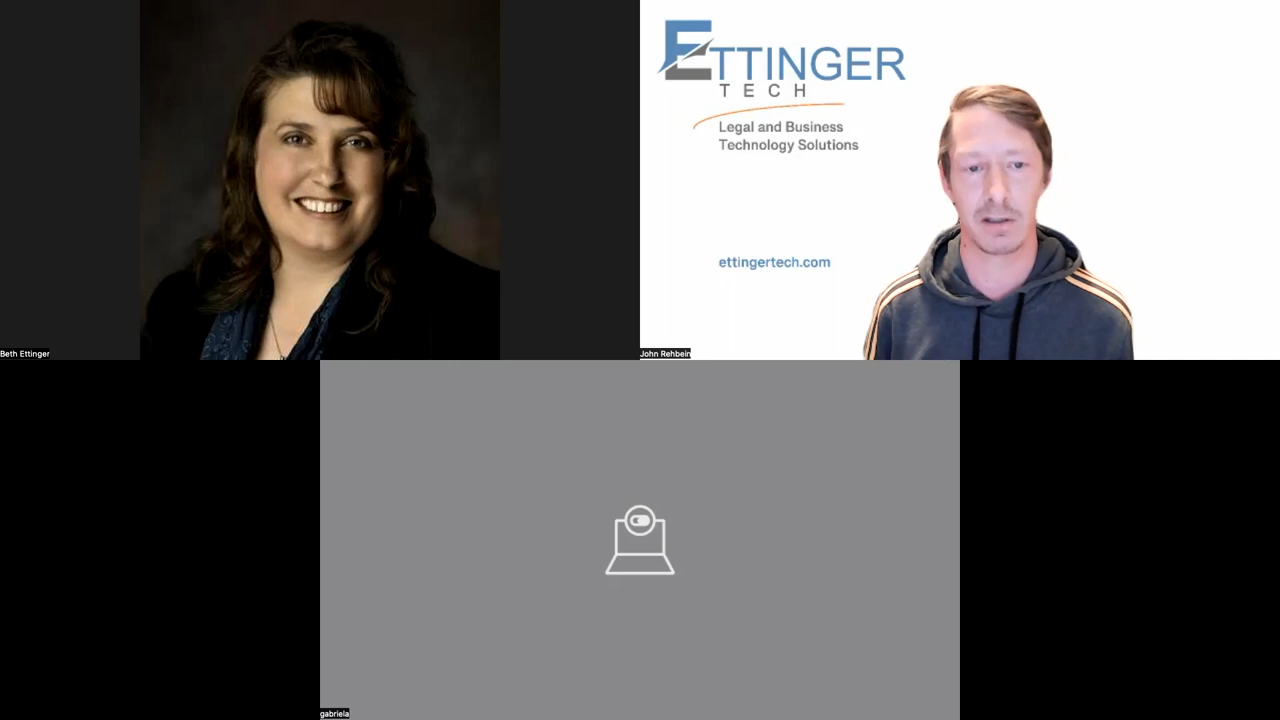 ETTINGER
TECH
Legal and Business
Technology Solutions
ettingertech.com
Beth Ettinger
John Rehbein
gabriela